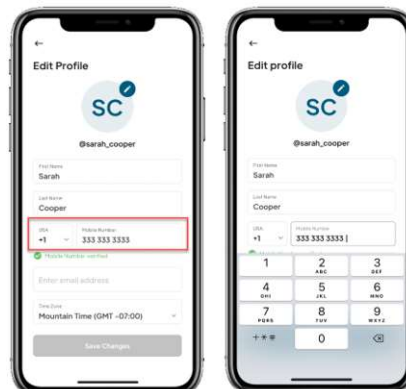 Edit Profile
SC
@sarah_cooper
First Name
Sarah
Last Name
Cooper
USA
+1
Mobile Number
333 333 3333
Mobile Number verified
Enter email address
Time Zone
Mountain Time (GMT -07:00)
Save Changes
Edit profile
SC
@sarah_cooper
First Name
Sarah
Last Name
Cooper
USA
+1
Mobile Number
333 333 3333
1 2 3
ABC DEF
4 5 6
GHI JKL MNO
7 8 9
PQRS TUV WXYZ
+ * # 0